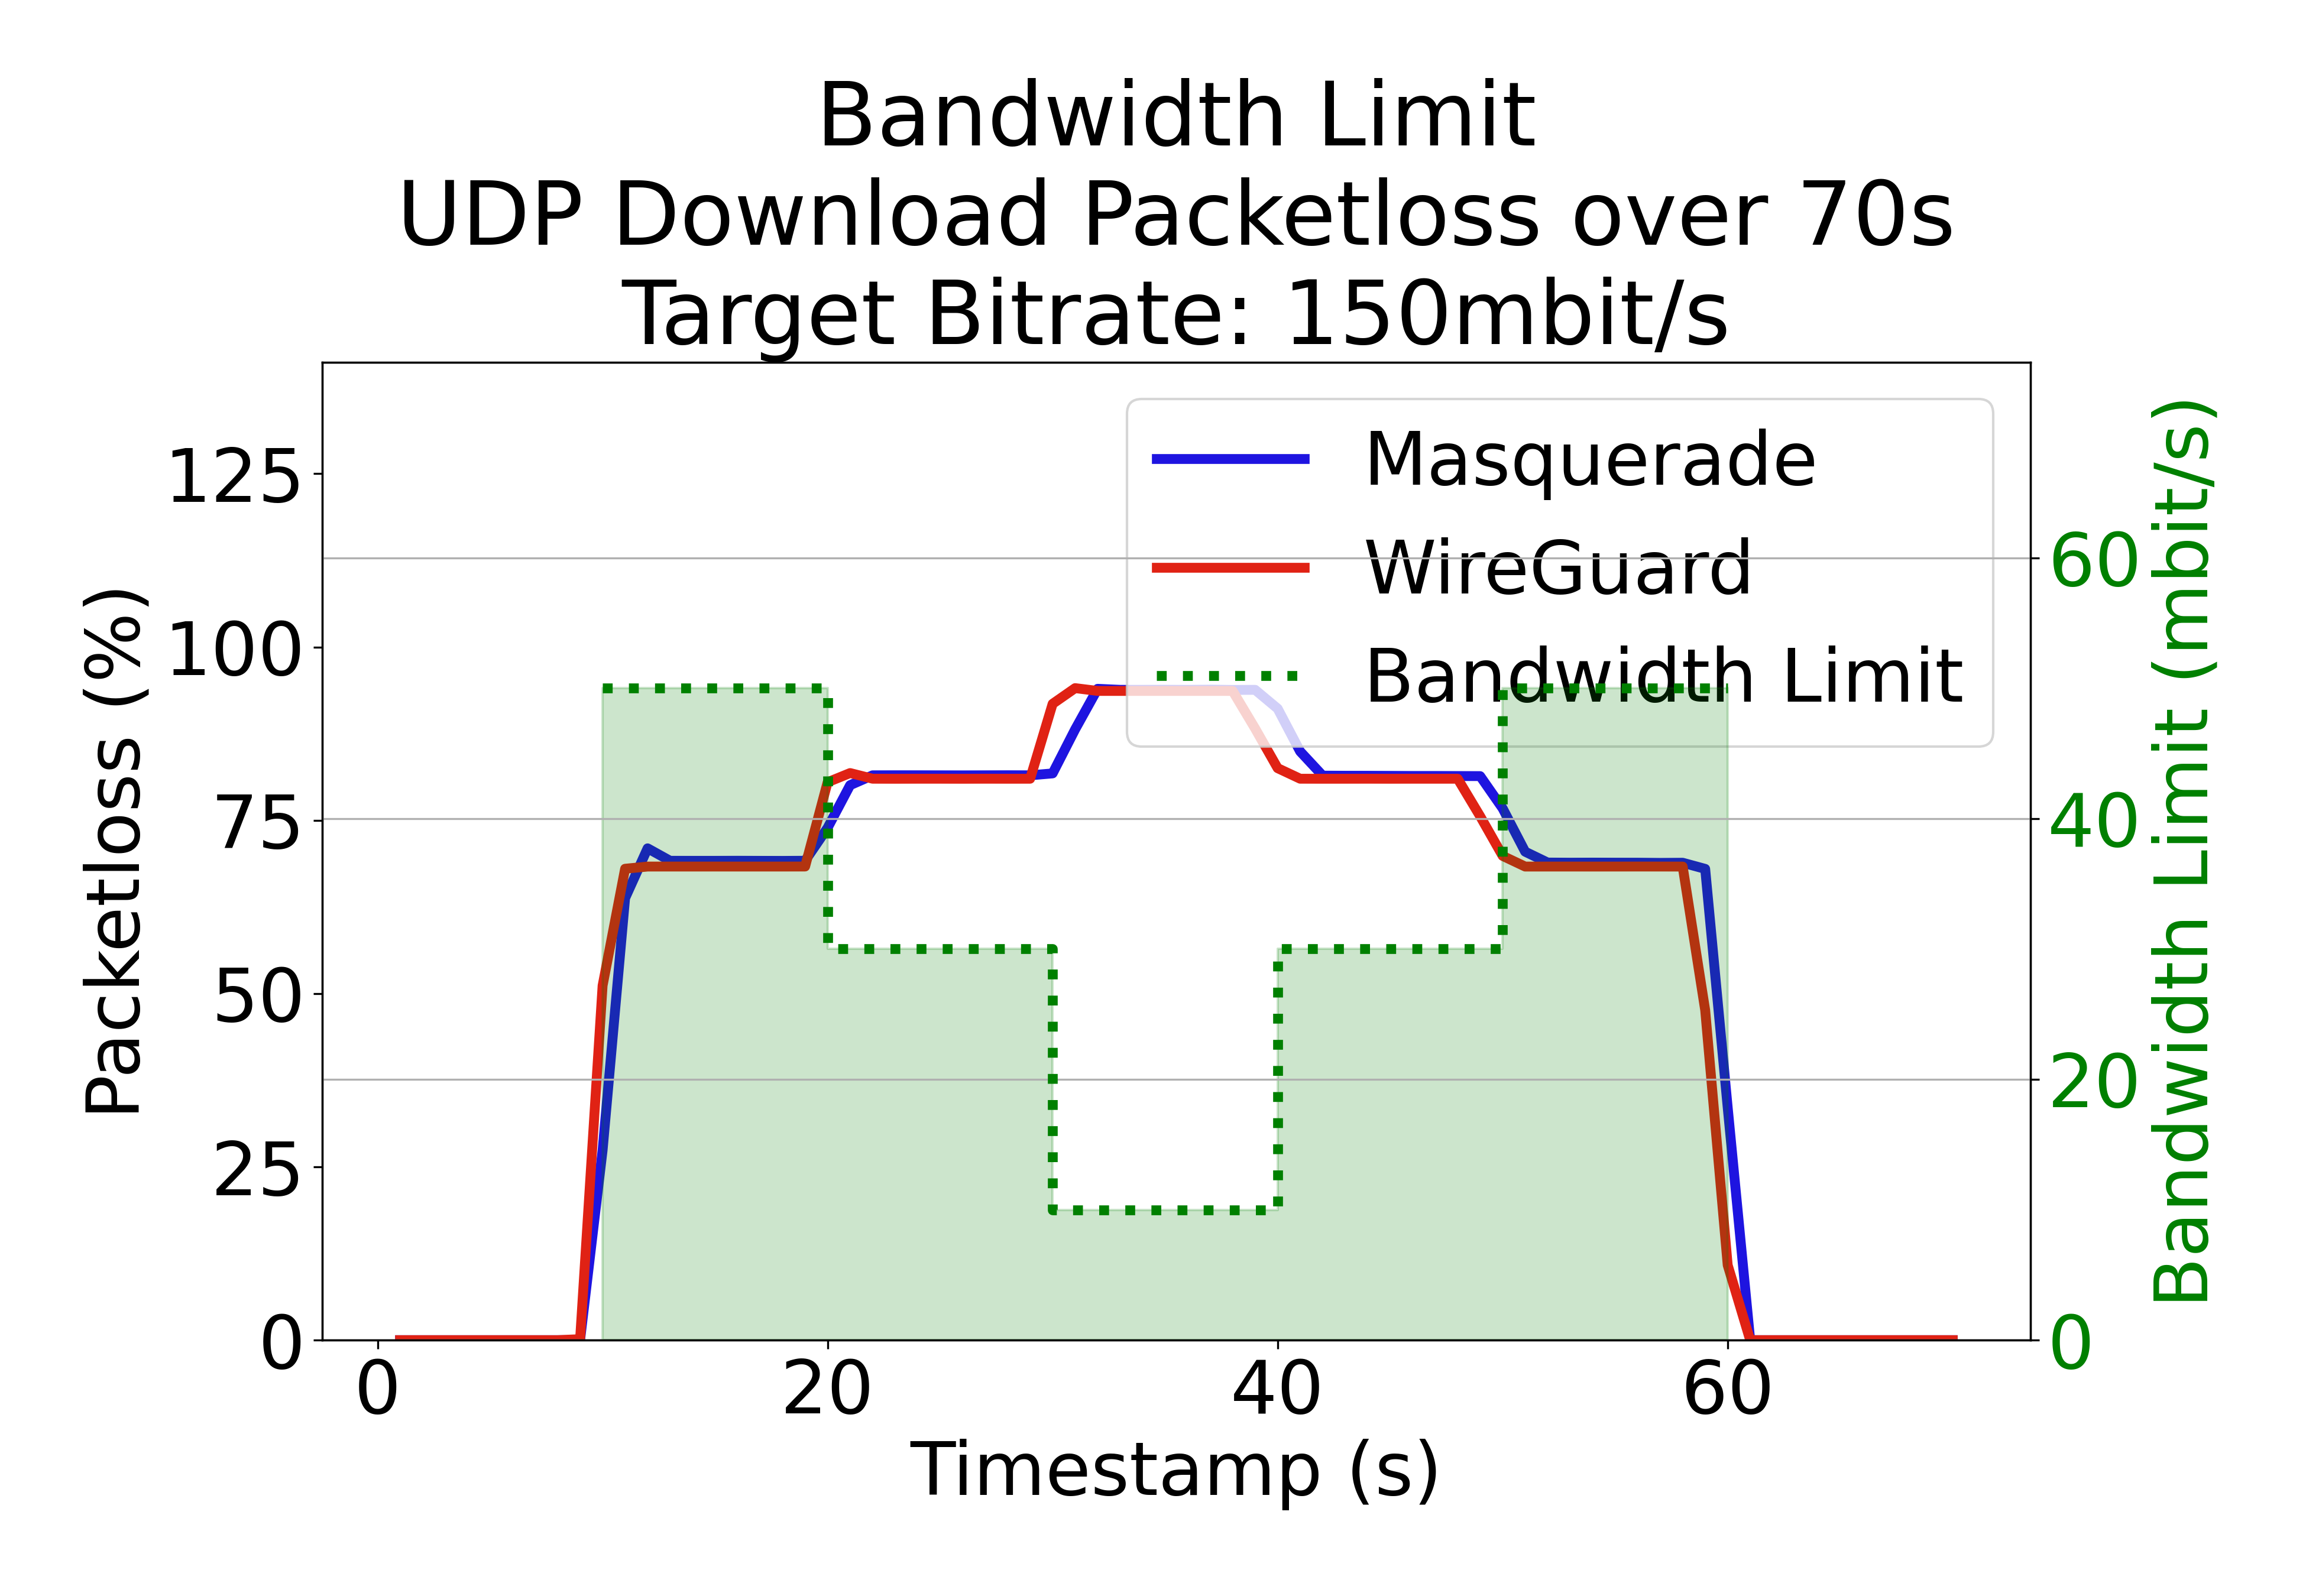 Bandwidth Limit
UDP Download Packetloss over 70s
Target Bitrate: 150mbit/s
Packetloss (%)
125
100
75
50
25
0
Masquerade
WireGuard
Bandwidth Limit
60
40
20
0
Bandwidth Limit (mbit/s)
0 20 40 60
Timestamp (s)